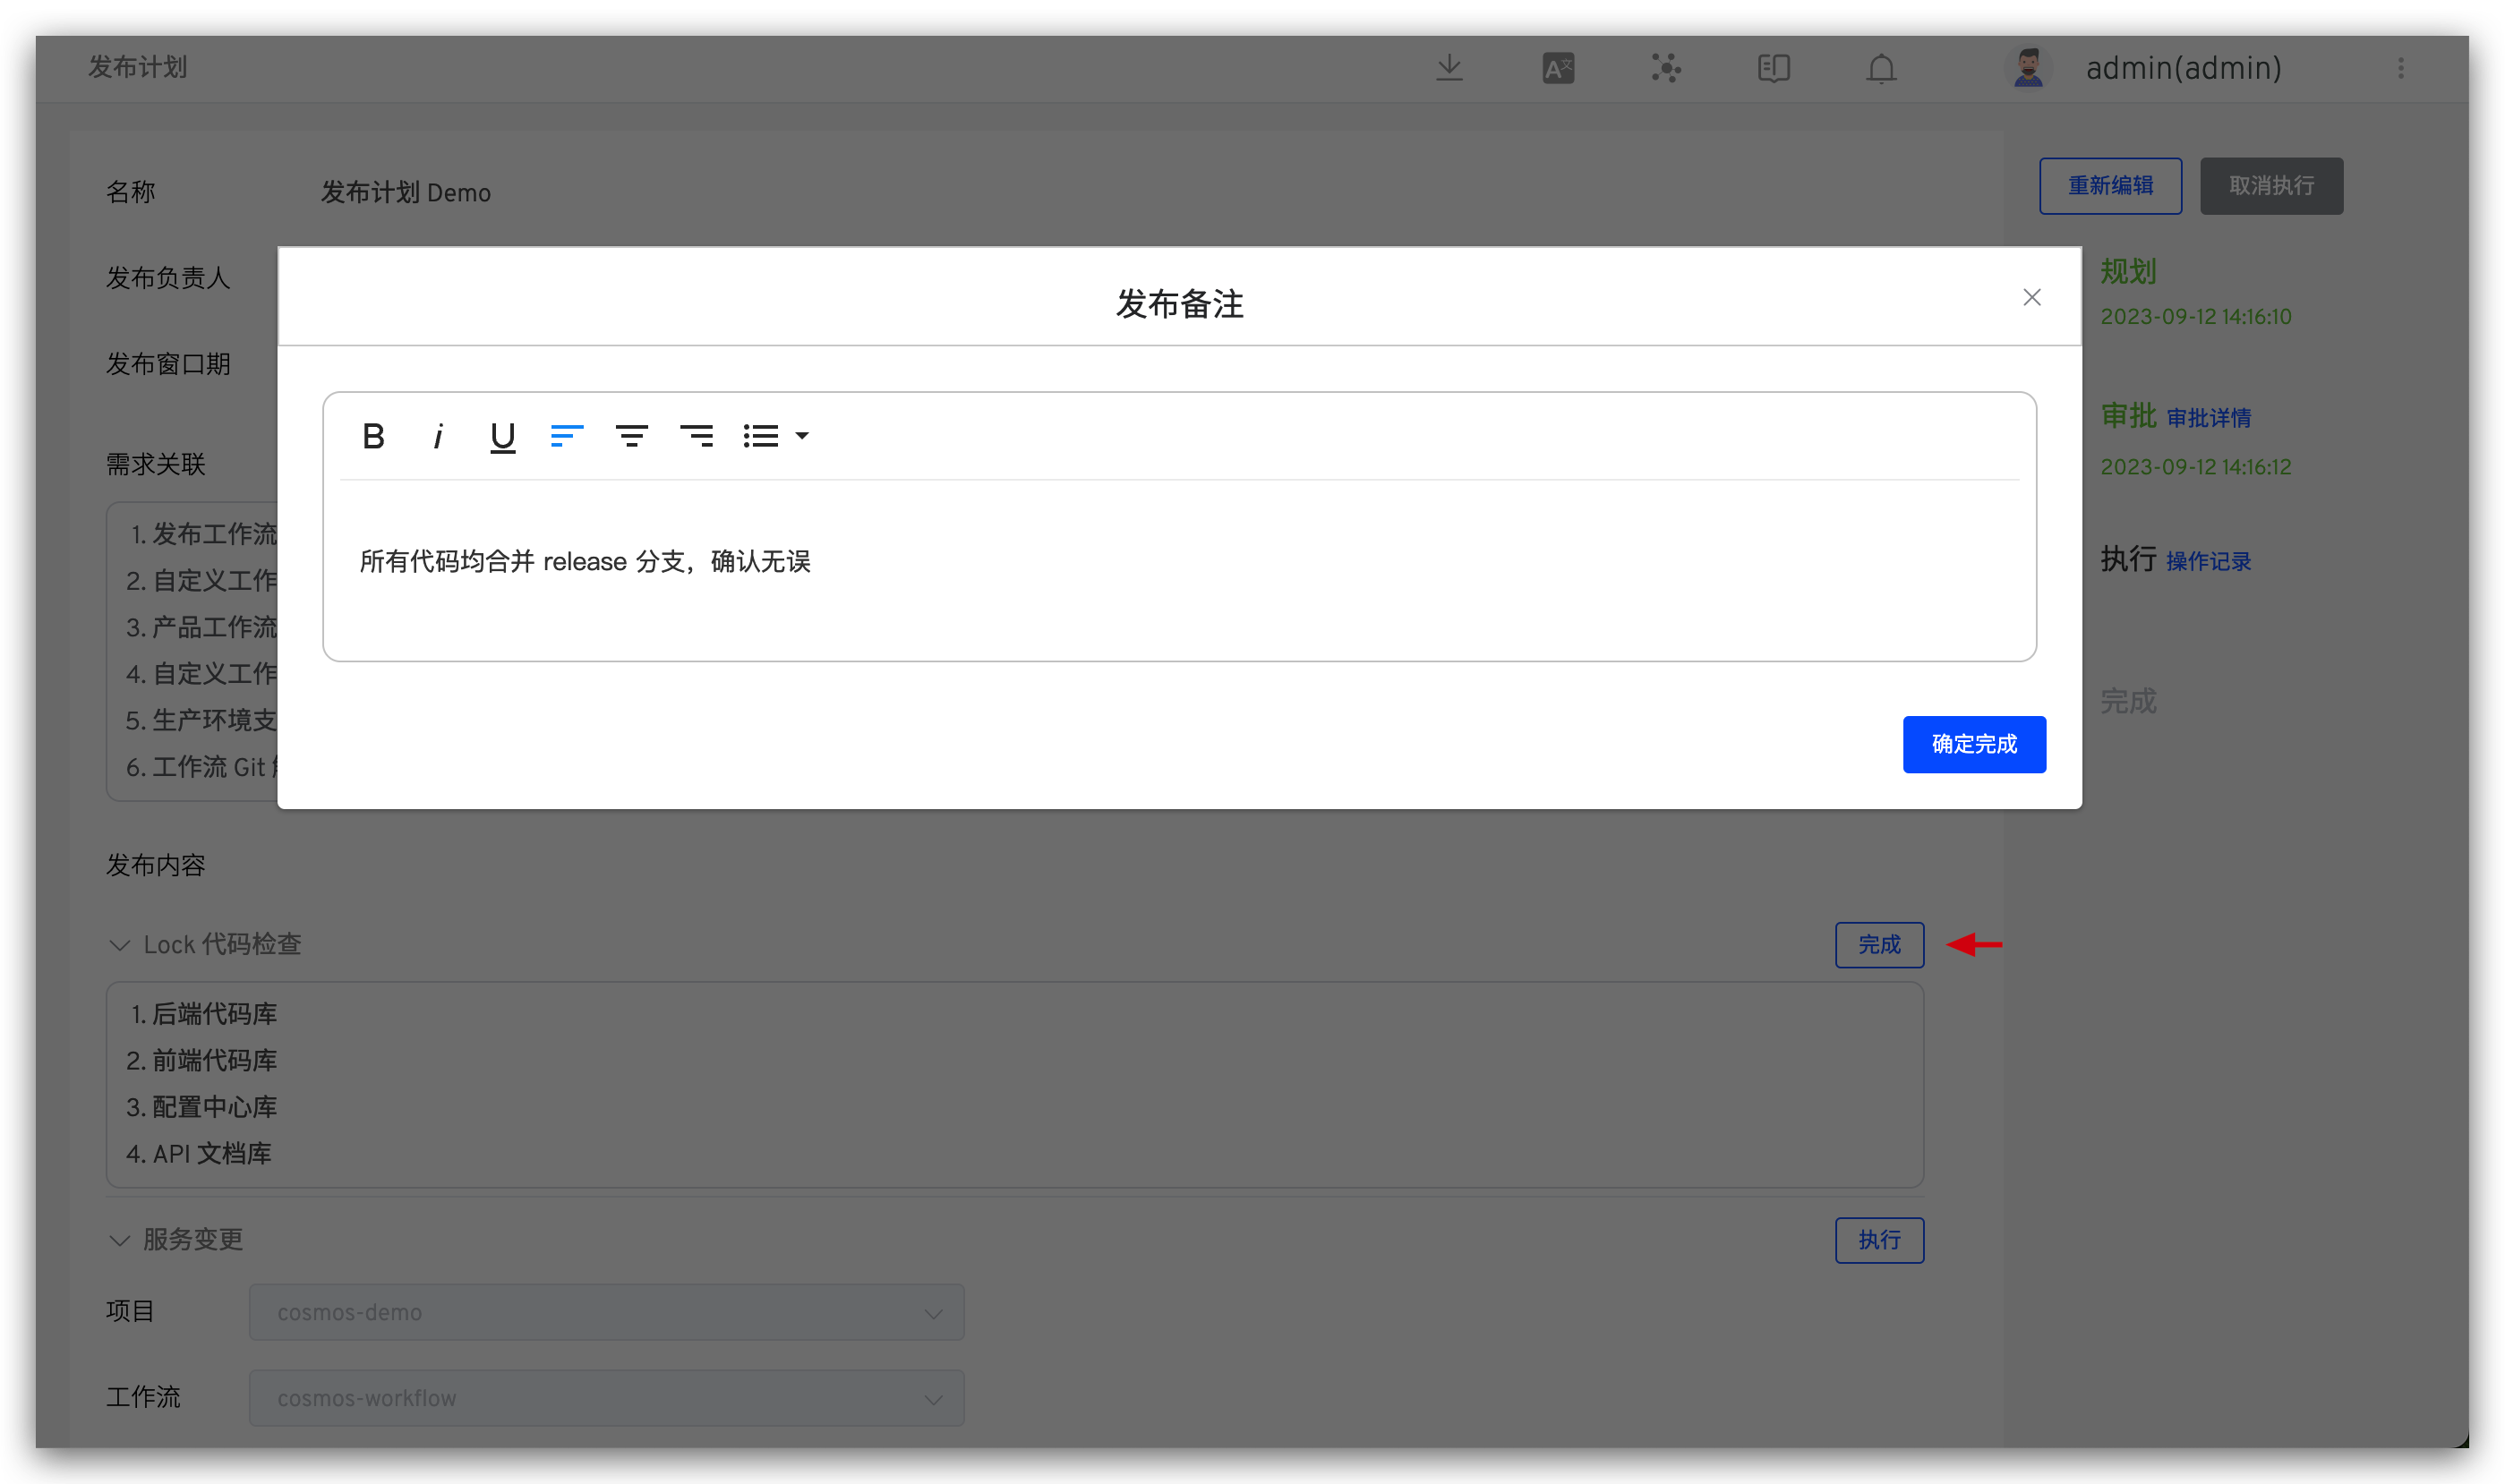 发布计划
admin(admin)
名称
发布计划 Demo
重新编辑
取消执行
发布负责人
发布窗口期
需求关联
1. 发布工作流
2. 自定义工作
3. 产品工作流
4. 自定义工作
5. 生产环境支
6. 工作流 Git
发布备注
B
i
U
所有代码均合并 release 分支，确认无误
确定完成
规划
2023-09-12 14:16:10
审批 审批详情
2023-09-12 14:16:12
执行 操作记录
完成
发布内容
Lock 代码检查
完成
1. 后端代码库
2. 前端代码库
3. 配置中心库
4. API 文档库
服务变更
执行
项目
cosmos-demo
工作流
cosmos-workflow